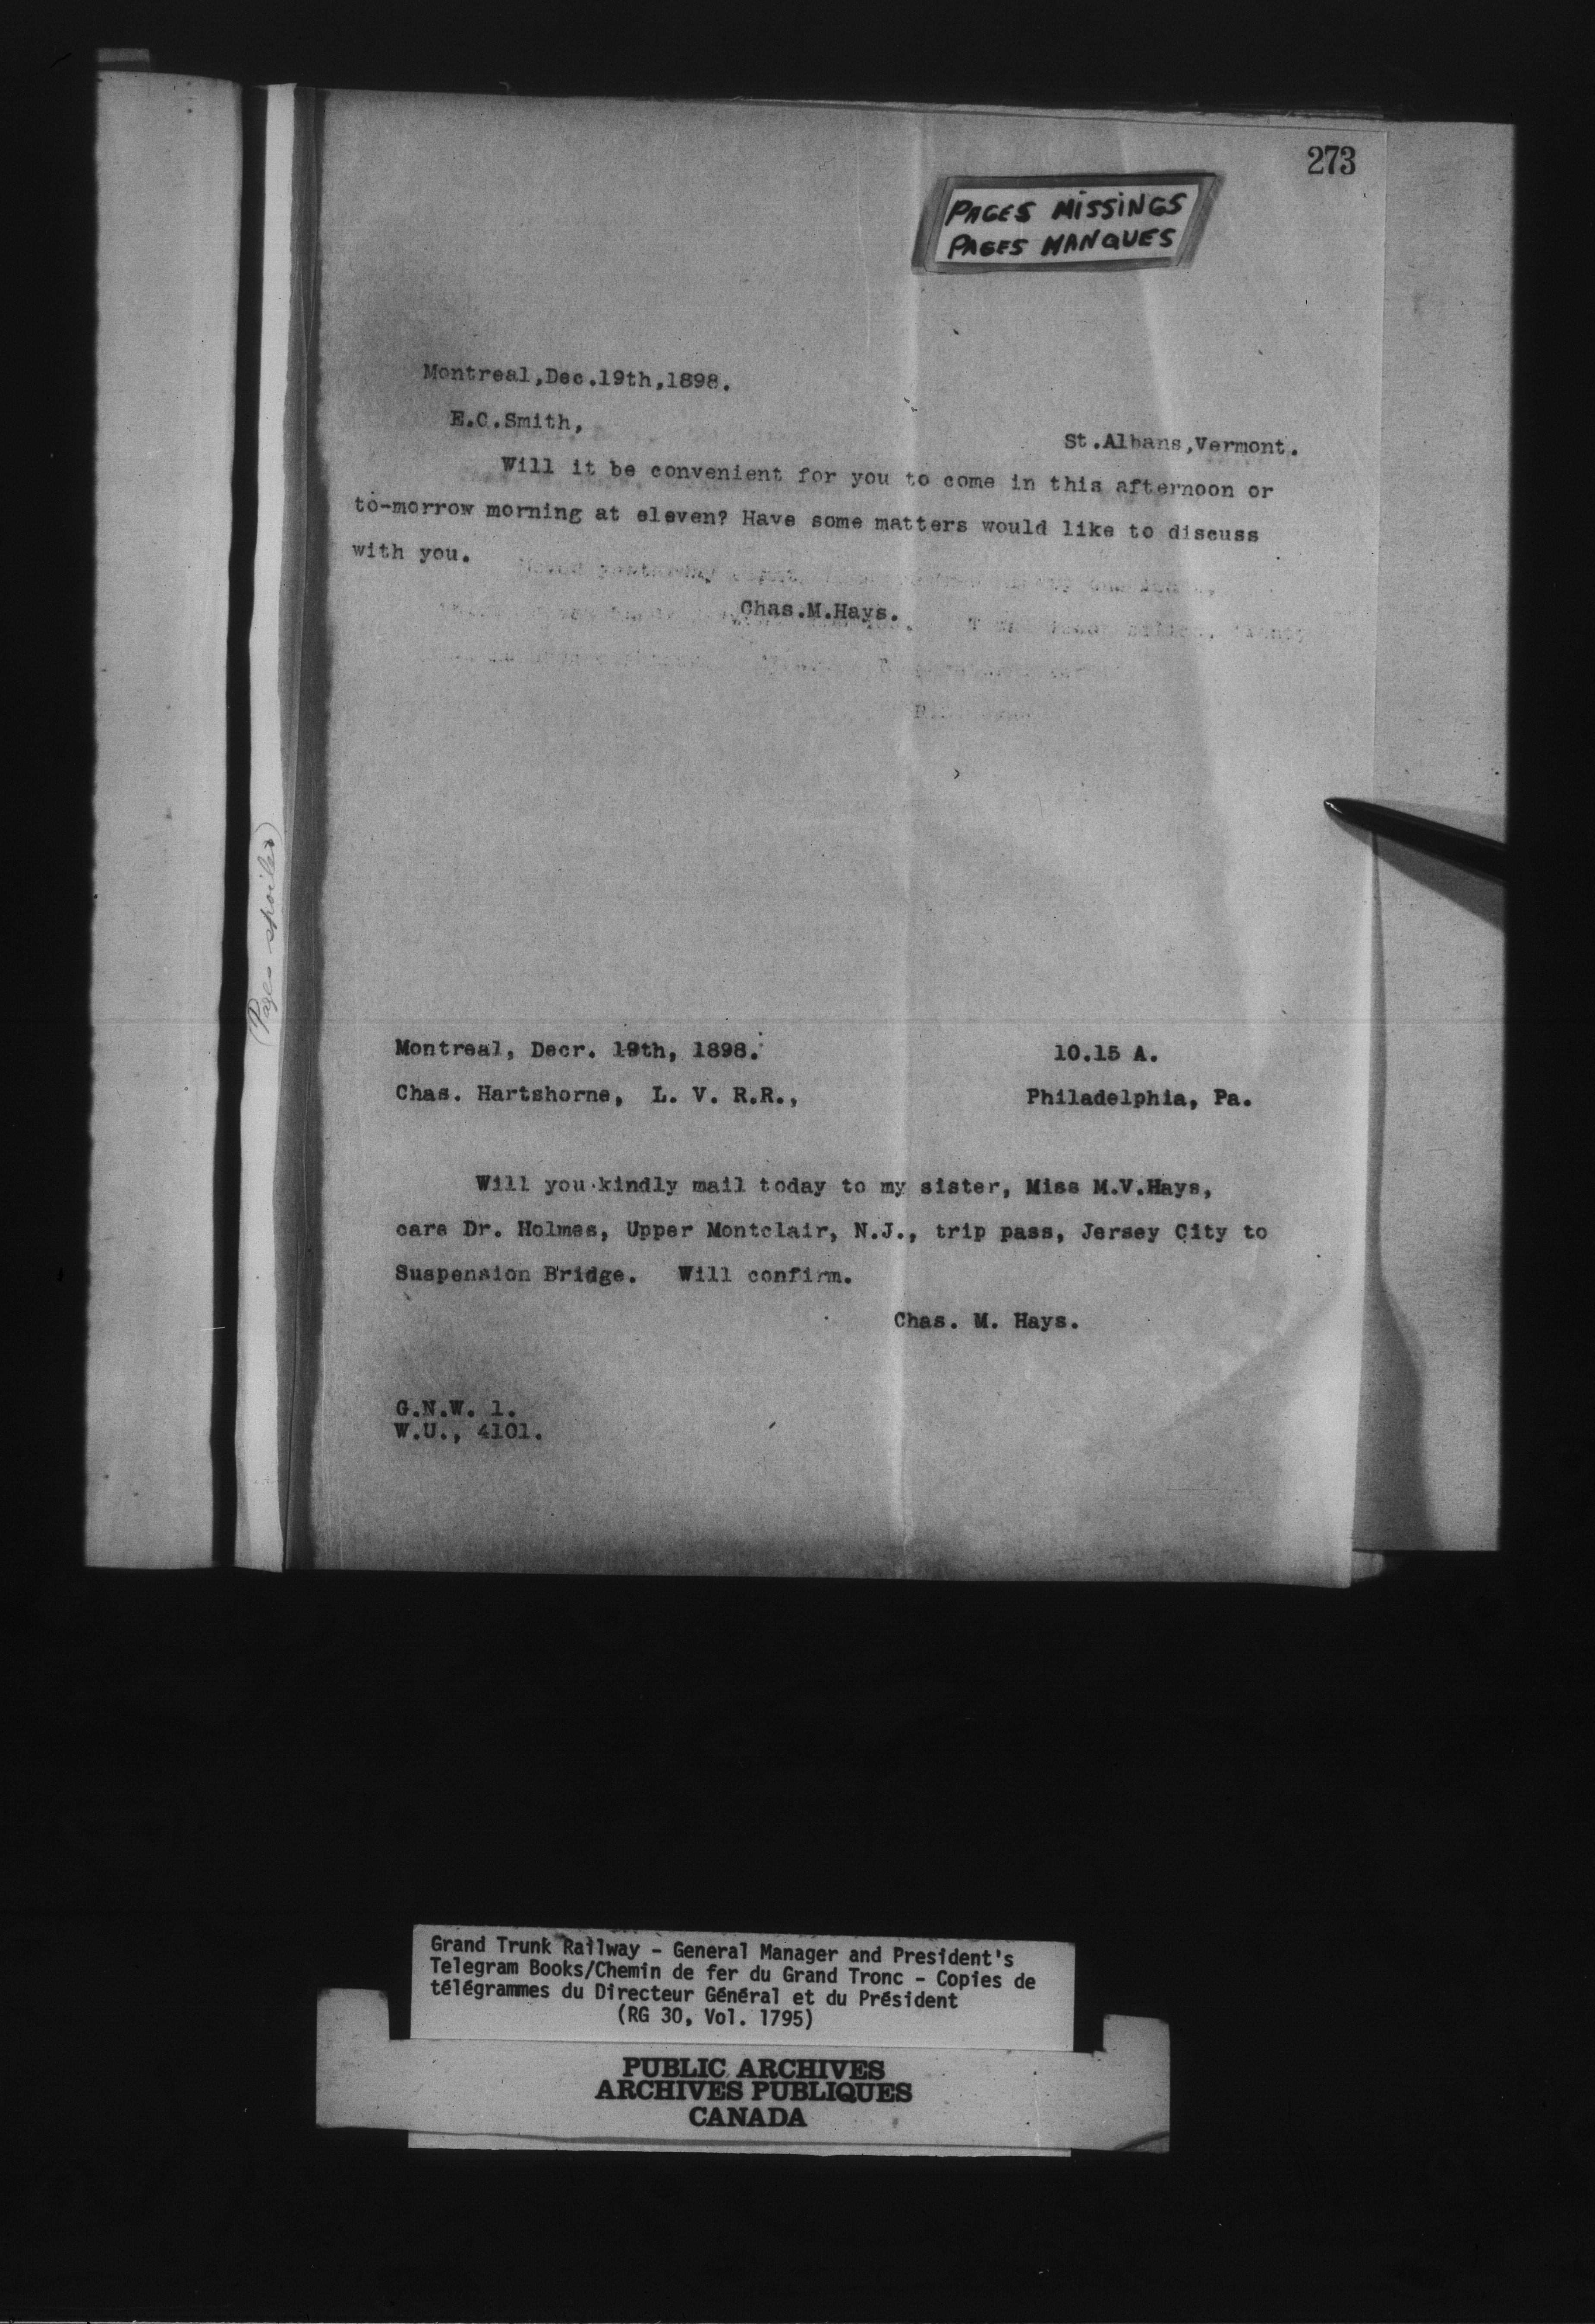 273
PAGES MISSINGS
PAGES MANQUES
Montreal,Dec.19th,1898.
E.C.Smith,
St.Albans,Vermont.
Will it be convenient for you to come in this afternoon or
to-morrow morning at eleven? Have some matters would like to discuss
with you.
Chas.M.Hays.
(Pages spoiled)
Montreal, Decr. 19th, 1898. 10.15 A.
Chas. Hartshorne, L. V. R.R., Philadelphia, Pa.
Will you kindly mail today to my sister, Miss M.V.Hays,
care Dr. Holmes, Upper Montclair, N.J., trip pass, Jersey City to
Suspension Bridge. Will confirm.
Chas. M. Hays.
G.N.W. 1.
W.U., 4101.
Grand Trunk Railway - General Manager and President's
Telegram Books/Chemin de fer du Grand Tronc - Copies de
télégrammes du Directeur Général et du Président
(RG 30, Vol. 1795)
PUBLIC ARCHIVES
ARCHIVES PUBLIQUES
CANADA